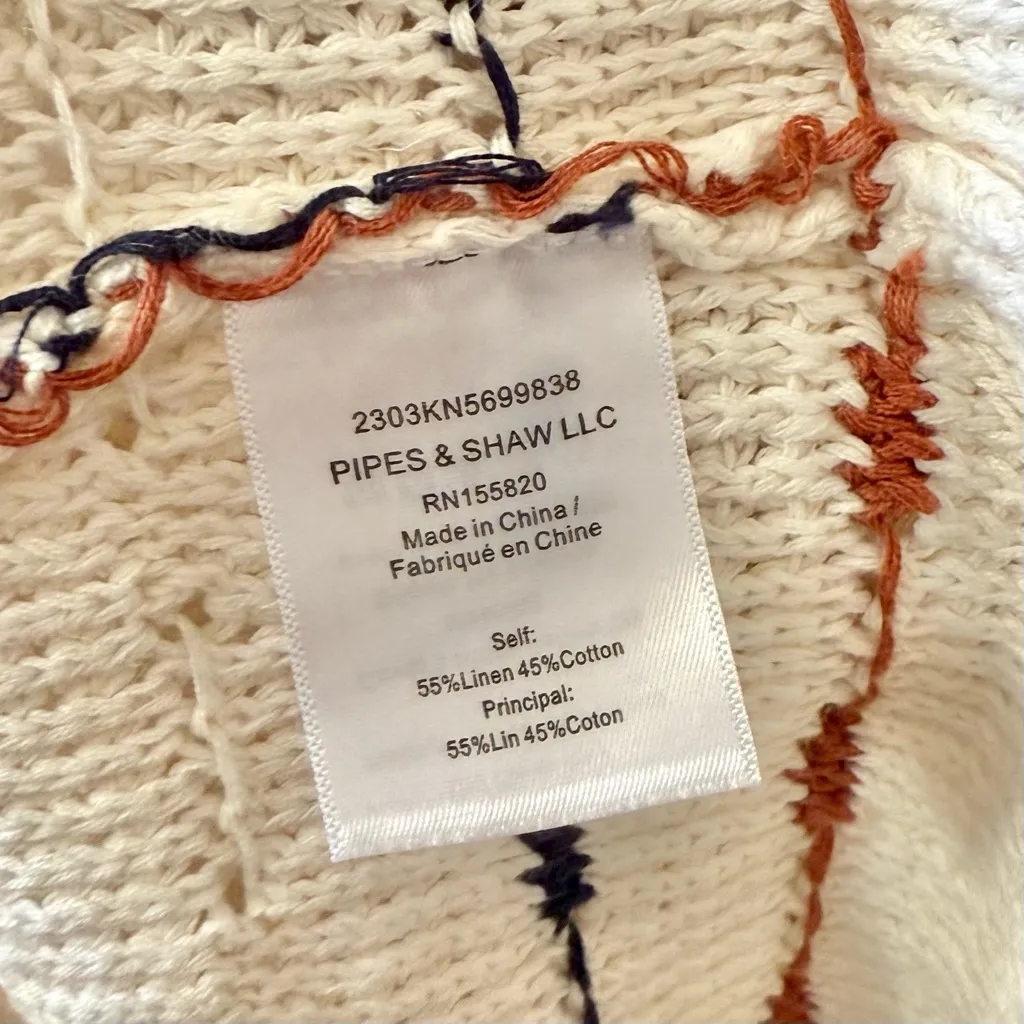 2303KN5699838
PIPES & SHAW LLC
RN155820
Made in China /
Fabriqué en Chine
Self:
55%Linen 45%Cotton
Principal:
55%Lin 45%Coton